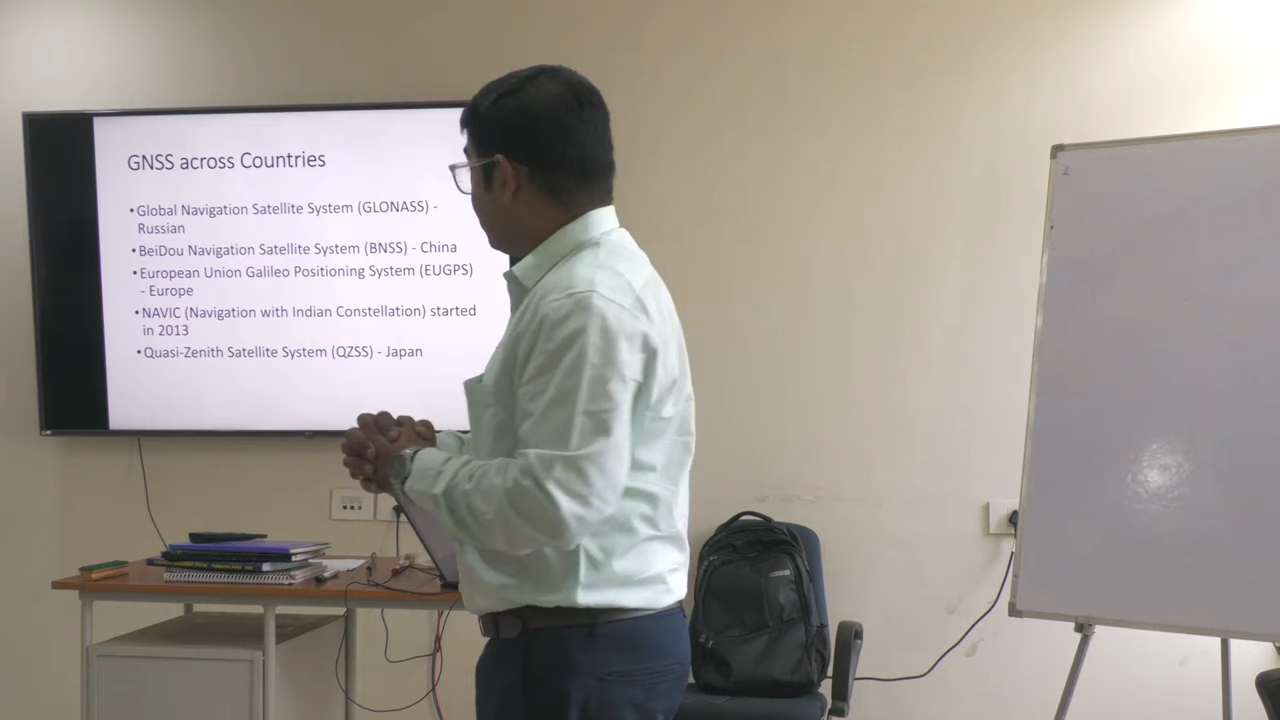 GNSS across Countries
• Global Navigation Satellite System (GLONASS) -
Russian
• BeiDou Navigation Satellite System (BNSS) - China
• European Union Galileo Positioning System (EUGPS)
- Europe
• NAVIC (Navigation with Indian Constellation) started
in 2013
• Quasi-Zenith Satellite System (QZSS) - Japan